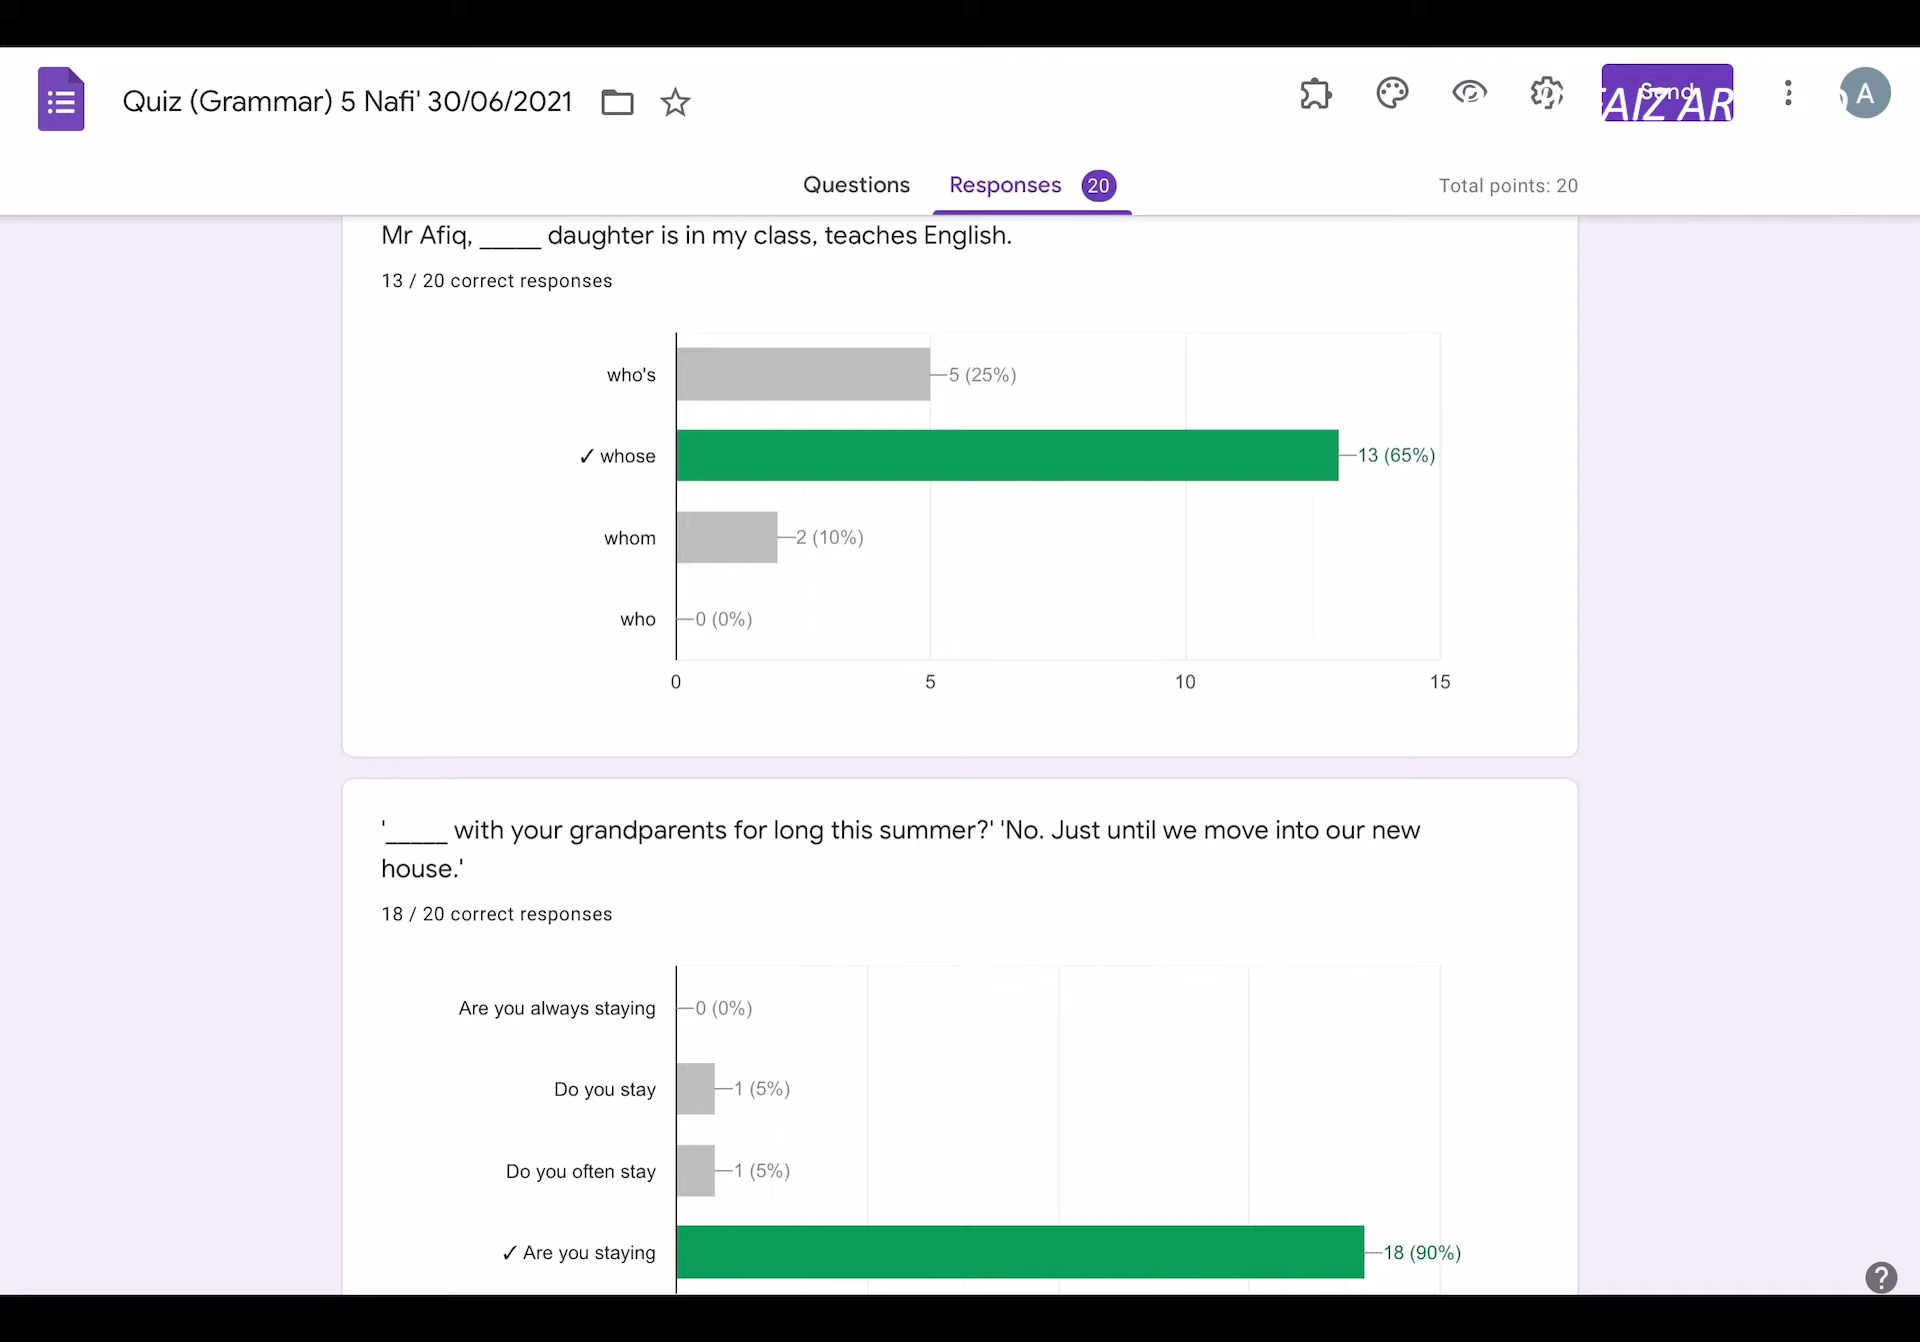 Quiz (Grammar) 5 Nafi' 30/06/2021
Send
AIZ AR
A
Questions Responses 20
Total points: 20
Mr Afiq, _____ daughter is in my class, teaches English.
13 / 20 correct responses
who's 5 (25%)
✓ whose 13 (65%)
whom 2 (10%)
who 0 (0%)
0 5 10 15
'_____ with your grandparents for long this summer?' 'No. Just until we move into our new
house.'
18 / 20 correct responses
Are you always staying 0 (0%)
Do you stay 1 (5%)
Do you often stay 1 (5%)
✓ Are you staying 18 (90%)
?